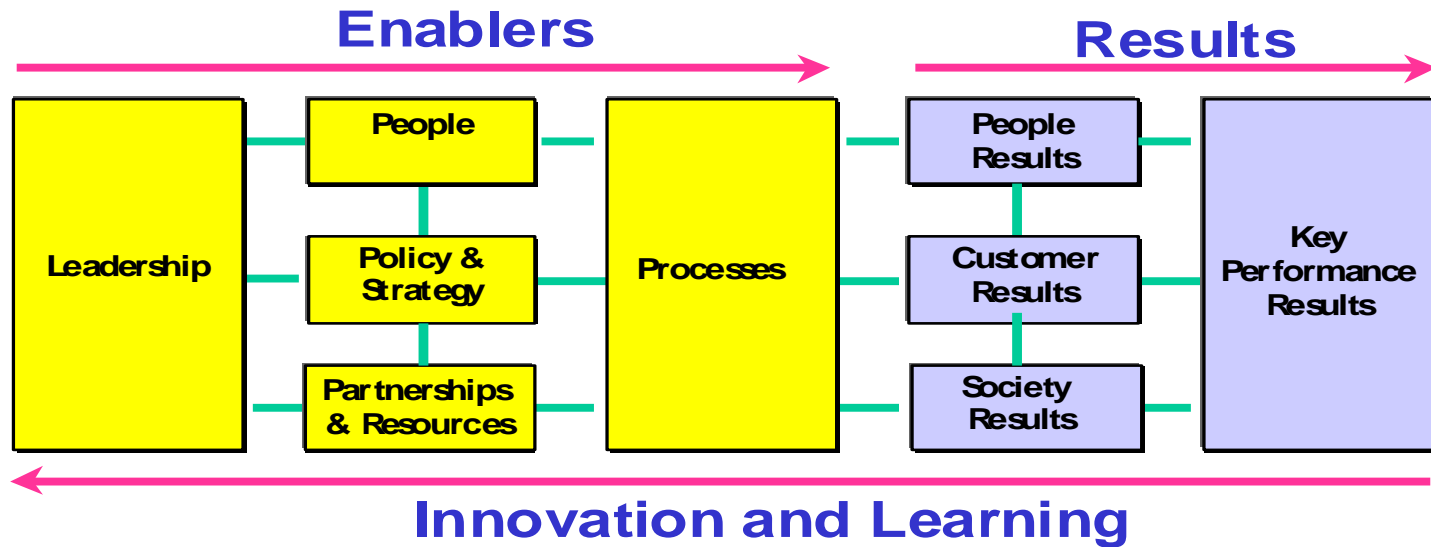 Enablers
Results
Leadership
People
Policy &
Strategy
Partnerships
& Resources
Processes
People
Results
Customer
Results
Society
Results
Key
Performance
Results
Innovation and Learning